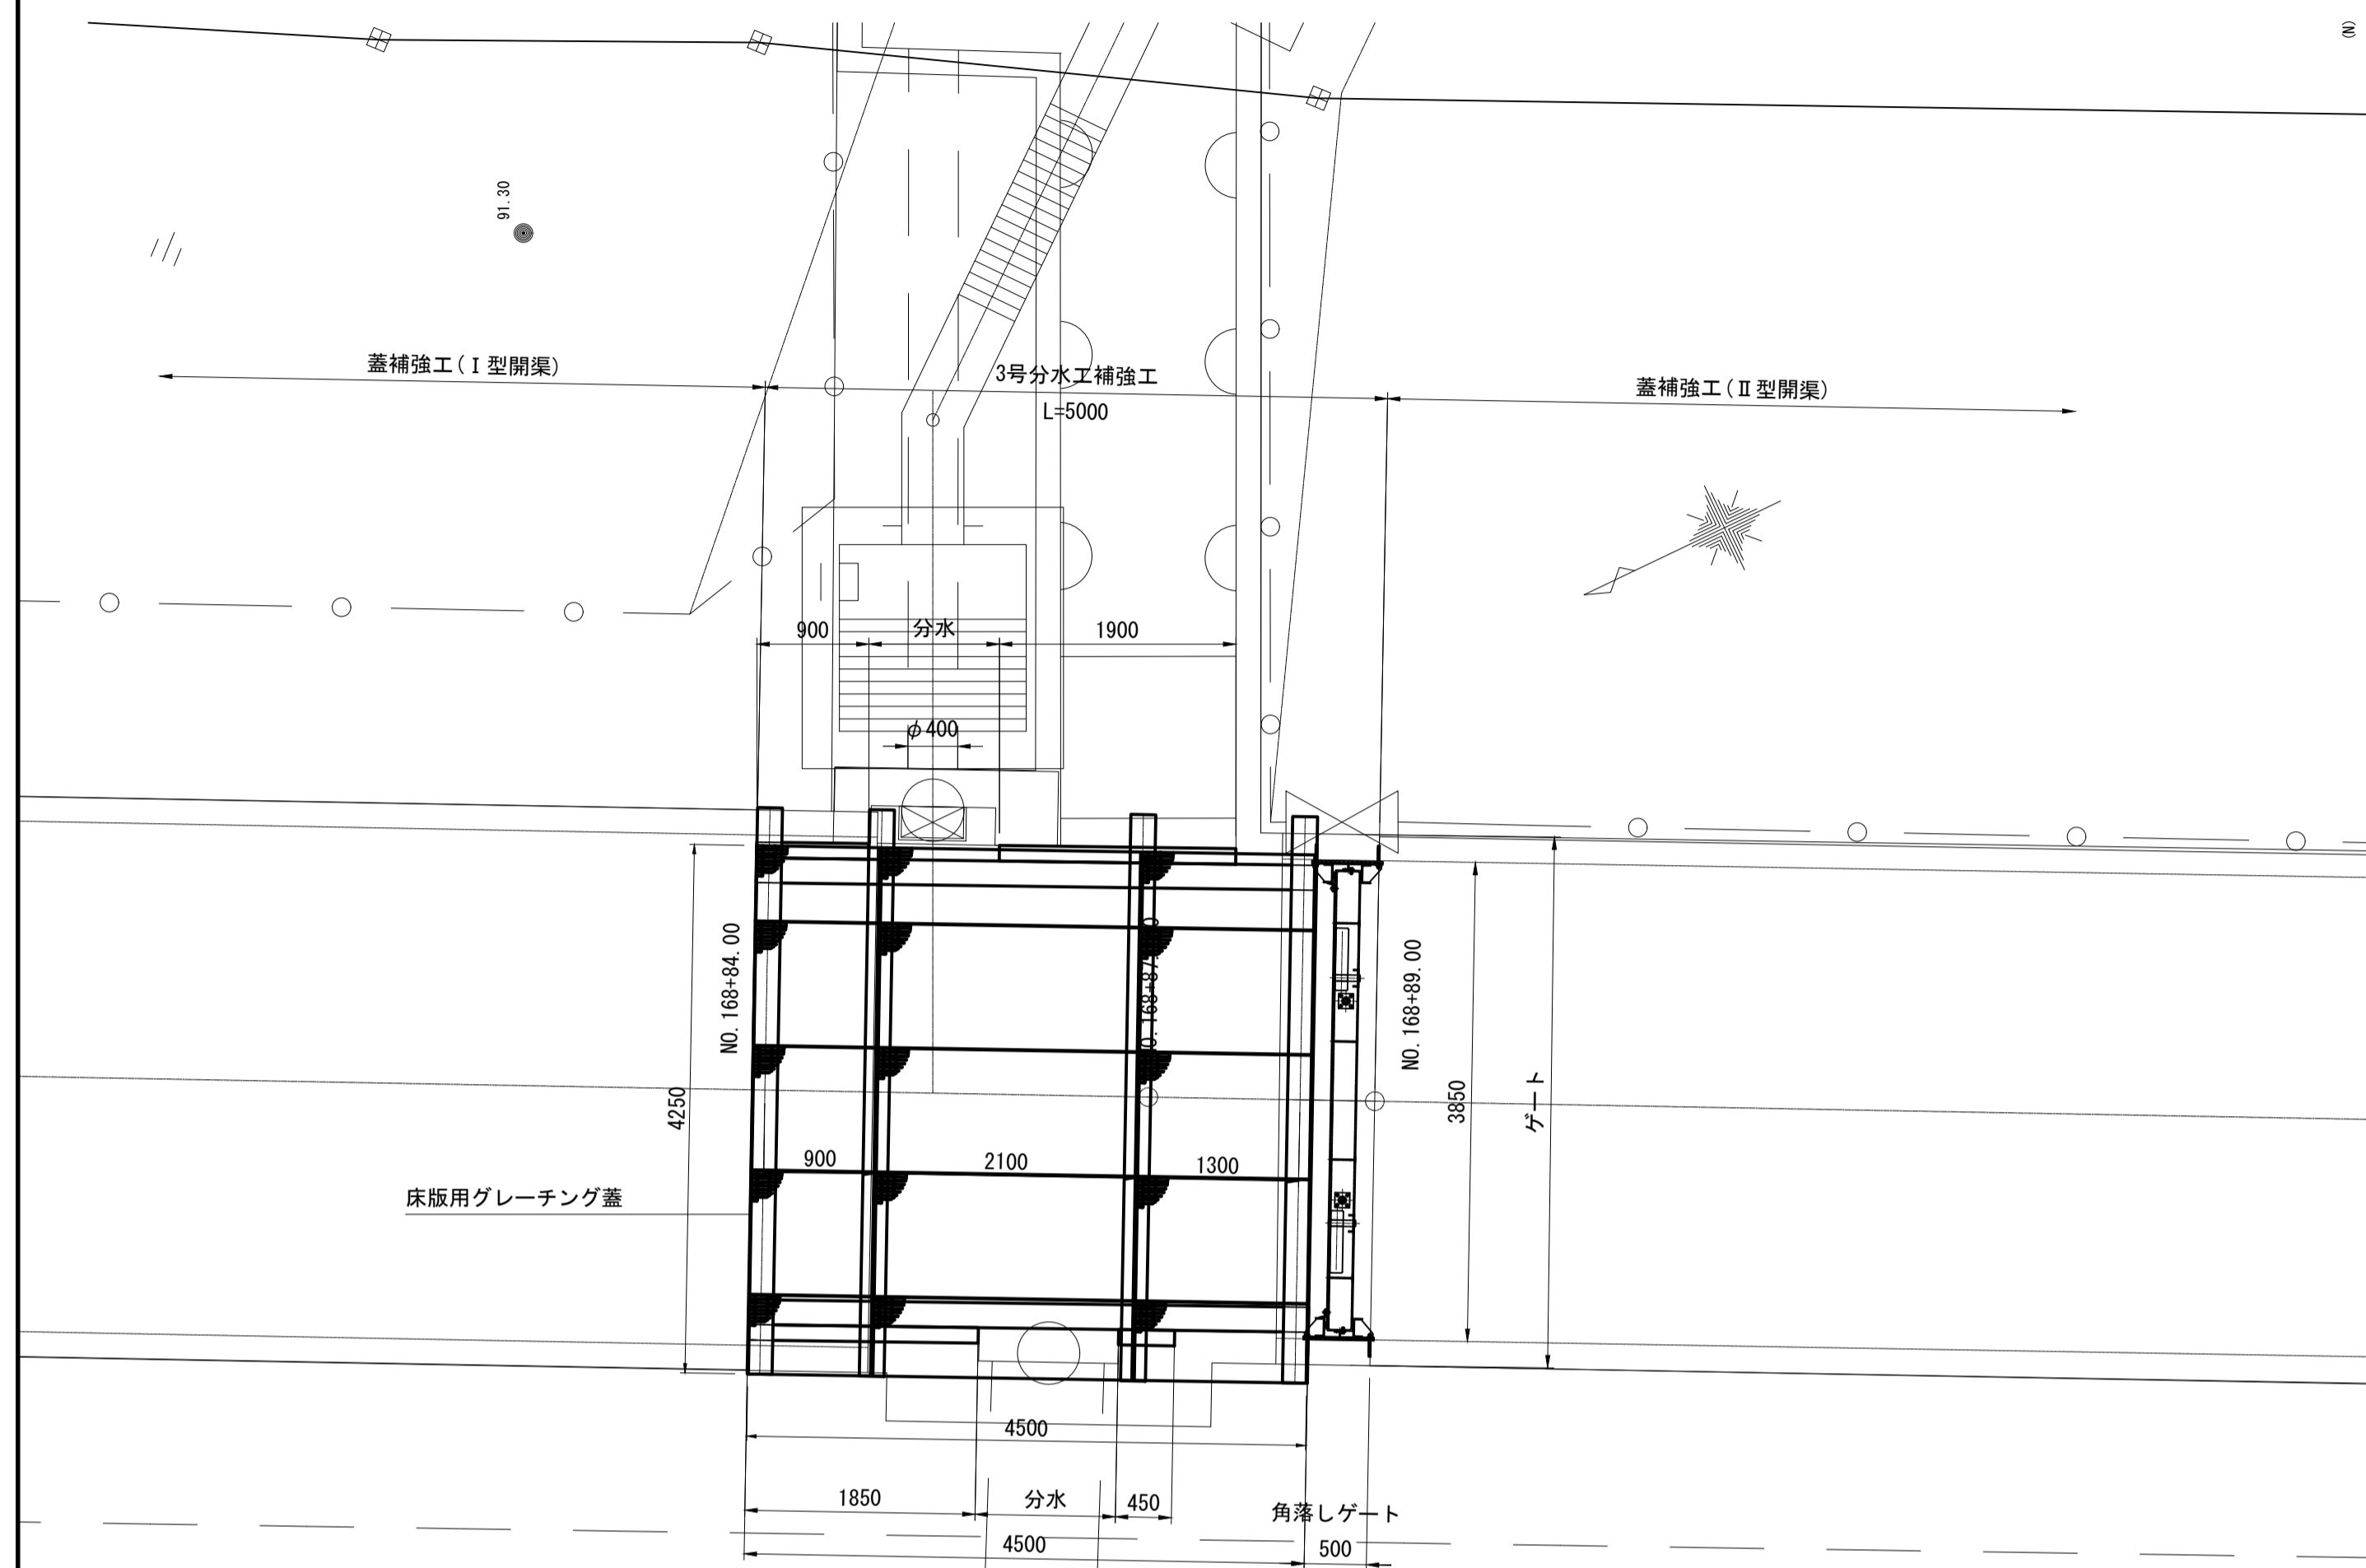 (N)
91.30
蓋補強工(Ⅰ型開渠)
3号分水工補強工
蓋補強工(Ⅱ型開渠)
L=5000
900
分水
1900
φ400
NO.168+84.00
NO.168+89.00
4250
3850
ゲート
900
2100
1300
床版用グレーチング蓋
4500
1850
分水
450
角落しゲート
4500
500